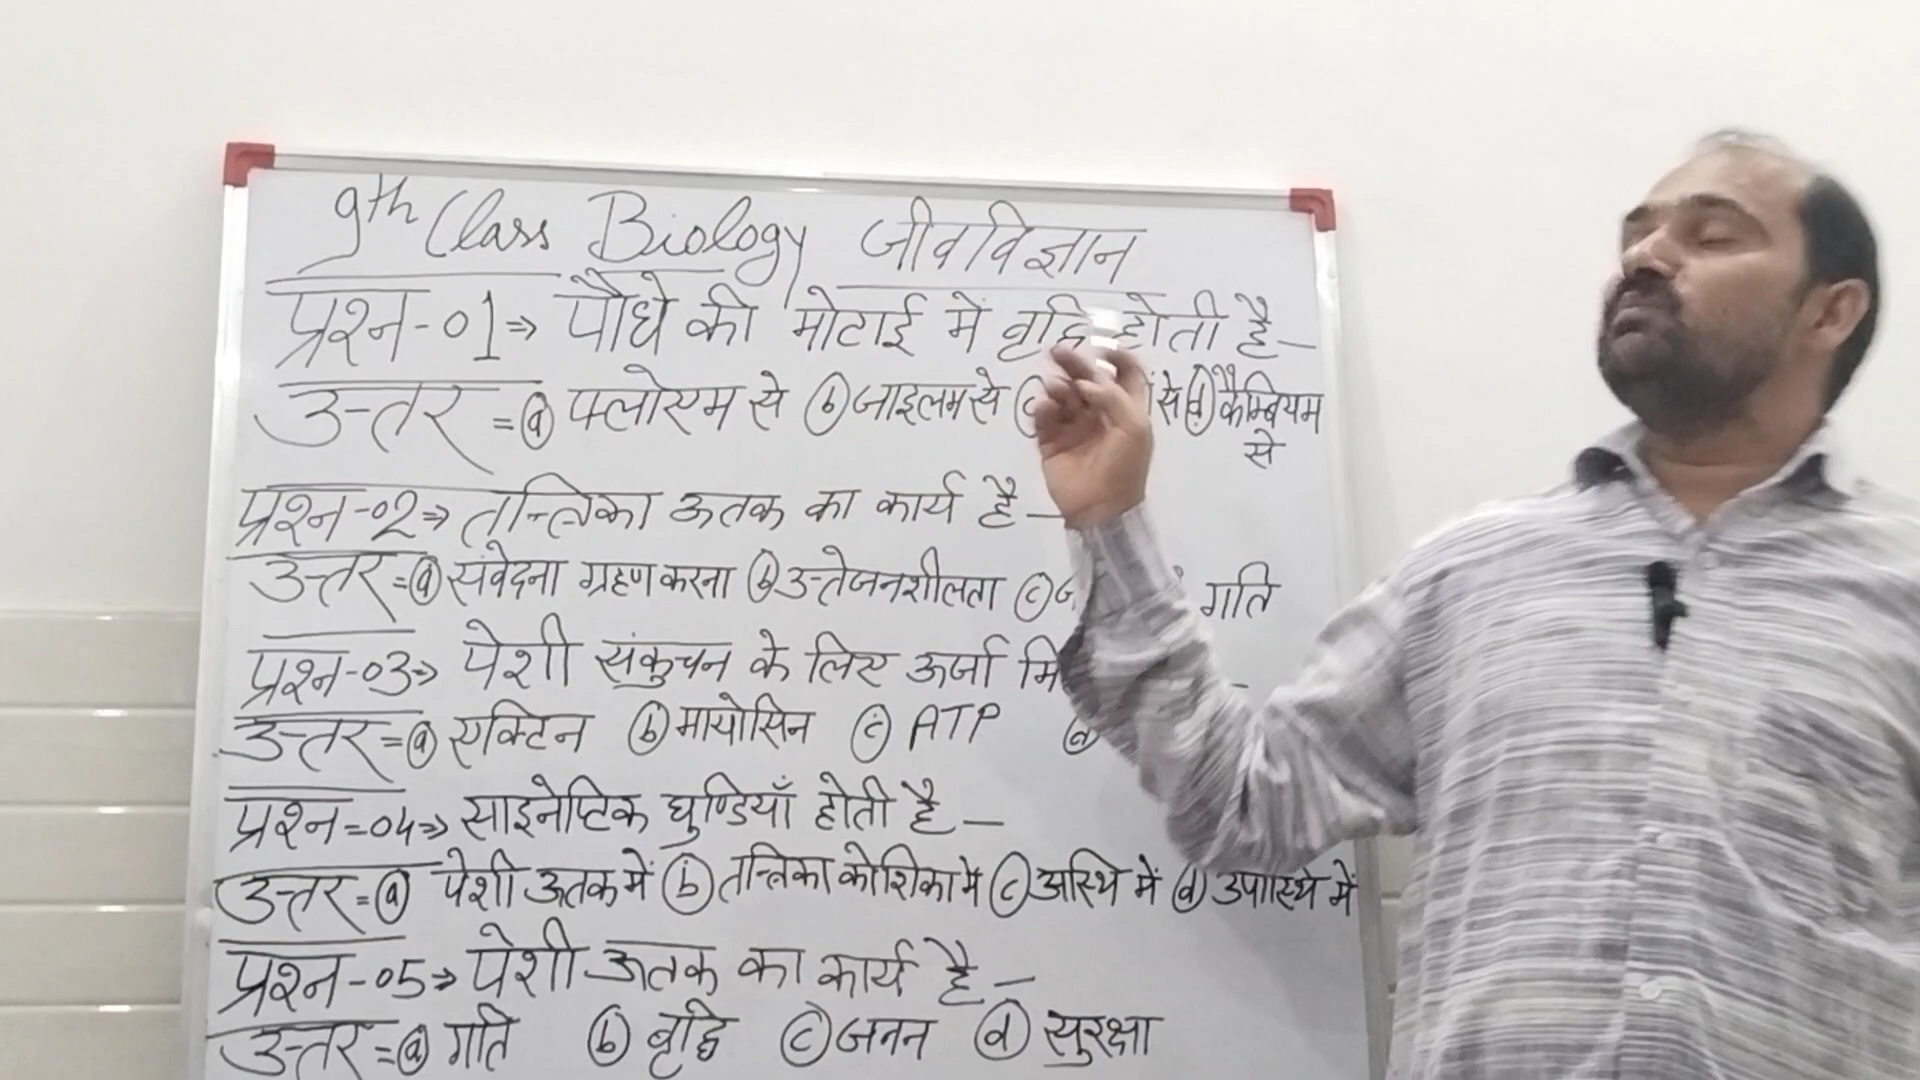 9th Class Biology जीवविज्ञान
प्रश्न-01⇒ पौधे की मोटाई में वृद्धि होती है—
उत्तर=ⓐ फ्लोएम से ⓑ जाइलम से ⓒ से ⓓ कैम्बियम
से
प्रश्न-02⇒ तन्त्रिका ऊतक का कार्य है—
उत्तर=ⓐ संवेदना ग्रहण करना ⓑ उत्तेजनशीलता ⓒ गति
प्रश्न-03⇒ पेशी संकुचन के लिए ऊर्जा
उत्तर=ⓐ एक्टिन ⓑ मायोसिन ⓒ ATP ⓓ
प्रश्न=04⇒ साइनेप्टिक घुण्डियाँ होती है—
उत्तर=ⓐ पेशी ऊतक में ⓑ तन्त्रिका कोशिका में ⓒ अस्थि में ⓓ उपास्थि में
प्रश्न-05⇒ पेशी ऊतक का कार्य है—
उत्तर=ⓐ गति ⓑ वृद्धि ⓒ जनन ⓓ सुरक्षा